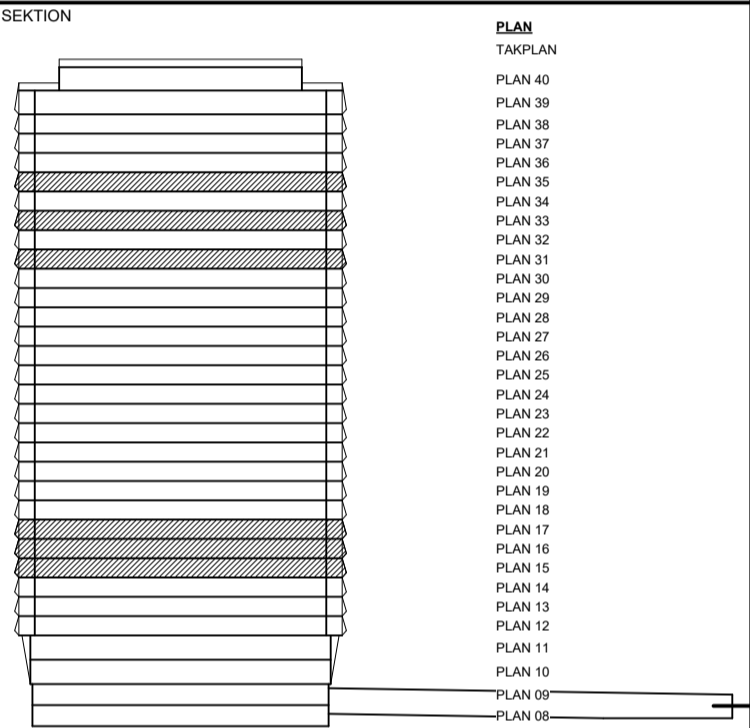 SEKTION
PLAN
TAKPLAN
PLAN 40
PLAN 39
PLAN 38
PLAN 37
PLAN 36
PLAN 35
PLAN 34
PLAN 33
PLAN 32
PLAN 31
PLAN 30
PLAN 29
PLAN 28
PLAN 27
PLAN 26
PLAN 25
PLAN 24
PLAN 23
PLAN 22
PLAN 21
PLAN 20
PLAN 19
PLAN 18
PLAN 17
PLAN 16
PLAN 15
PLAN 14
PLAN 13
PLAN 12
PLAN 11
PLAN 10
PLAN 09
PLAN 08